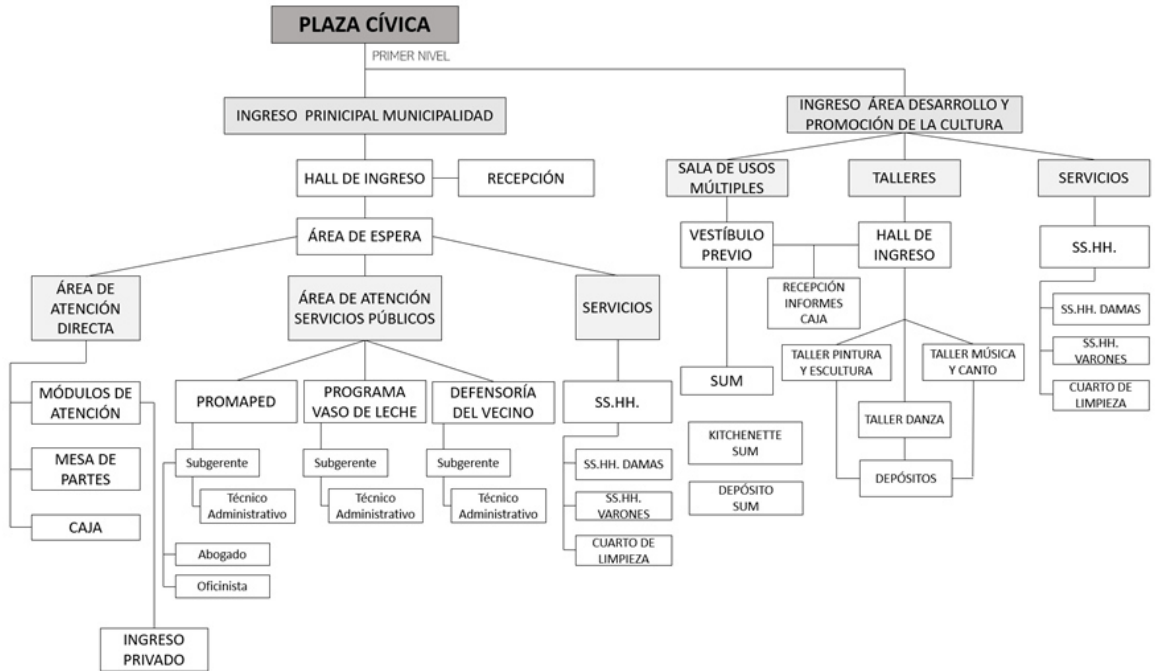 PLAZA CÍVICA
PRIMER NIVEL
INGRESO PRINICIPAL MUNICIPALIDAD
INGRESO ÁREA DESARROLLO Y
PROMOCIÓN DE LA CULTURA
HALL DE INGRESO
RECEPCIÓN
SALA DE USOS
MÚLTIPLES
TALLERES
SERVICIOS
ÁREA DE ESPERA
VESTÍBULO
PREVIO
HALL DE
INGRESO
SS.HH.
RECEPCIÓN
INFORMES
CAJA
ÁREA DE
ATENCIÓN
DIRECTA
ÁREA DE ATENCIÓN
SERVICIOS PÚBLICOS
SERVICIOS
SS.HH. DAMAS
SS.HH.
VARONES
CUARTO DE
LIMPIEZA
TALLER PINTURA
Y ESCULTURA
TALLER MÚSICA
Y CANTO
SUM
TALLER DANZA
KITCHENETTE
SUM
DEPÓSITOS
DEPÓSITO
SUM
MÓDULOS DE
ATENCIÓN
PROMAPED
PROGRAMA
VASO DE LECHE
DEFENSORÍA
DEL VECINO
SS.HH.
MESA DE
PARTES
Subgerente
Subgerente
Subgerente
SS.HH. DAMAS
Técnico
Administrativo
Técnico
Administrativo
Técnico
Administrativo
SS.HH.
VARONES
CAJA
Abogado
CUARTO DE
LIMPIEZA
Oficinista
INGRESO
PRIVADO